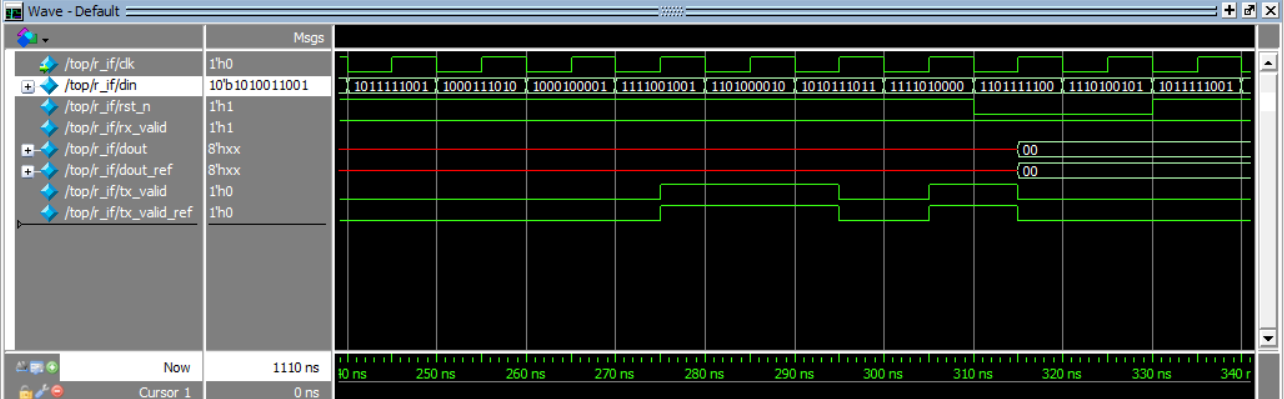 Wave - Default
Msgs
/top/r_if/clk 1'h0
/top/r_if/din 10'b1010011001 1011111001 1000111010 1000100001 1111001001 1101000010 1010111011 1111010000 1101111100 1110100101 1011111001
/top/r_if/rst_n 1'h1
/top/r_if/rx_valid 1'h1
/top/r_if/dout 8'hxx 00
/top/r_if/dout_ref 8'hxx 00
/top/r_if/tx_valid 1'h0
/top/r_if/tx_valid_ref 1'h0
Now 1110 ns 40 ns 250 ns 260 ns 270 ns 280 ns 290 ns 300 ns 310 ns 320 ns 330 ns 340 n
Cursor 1 0 ns